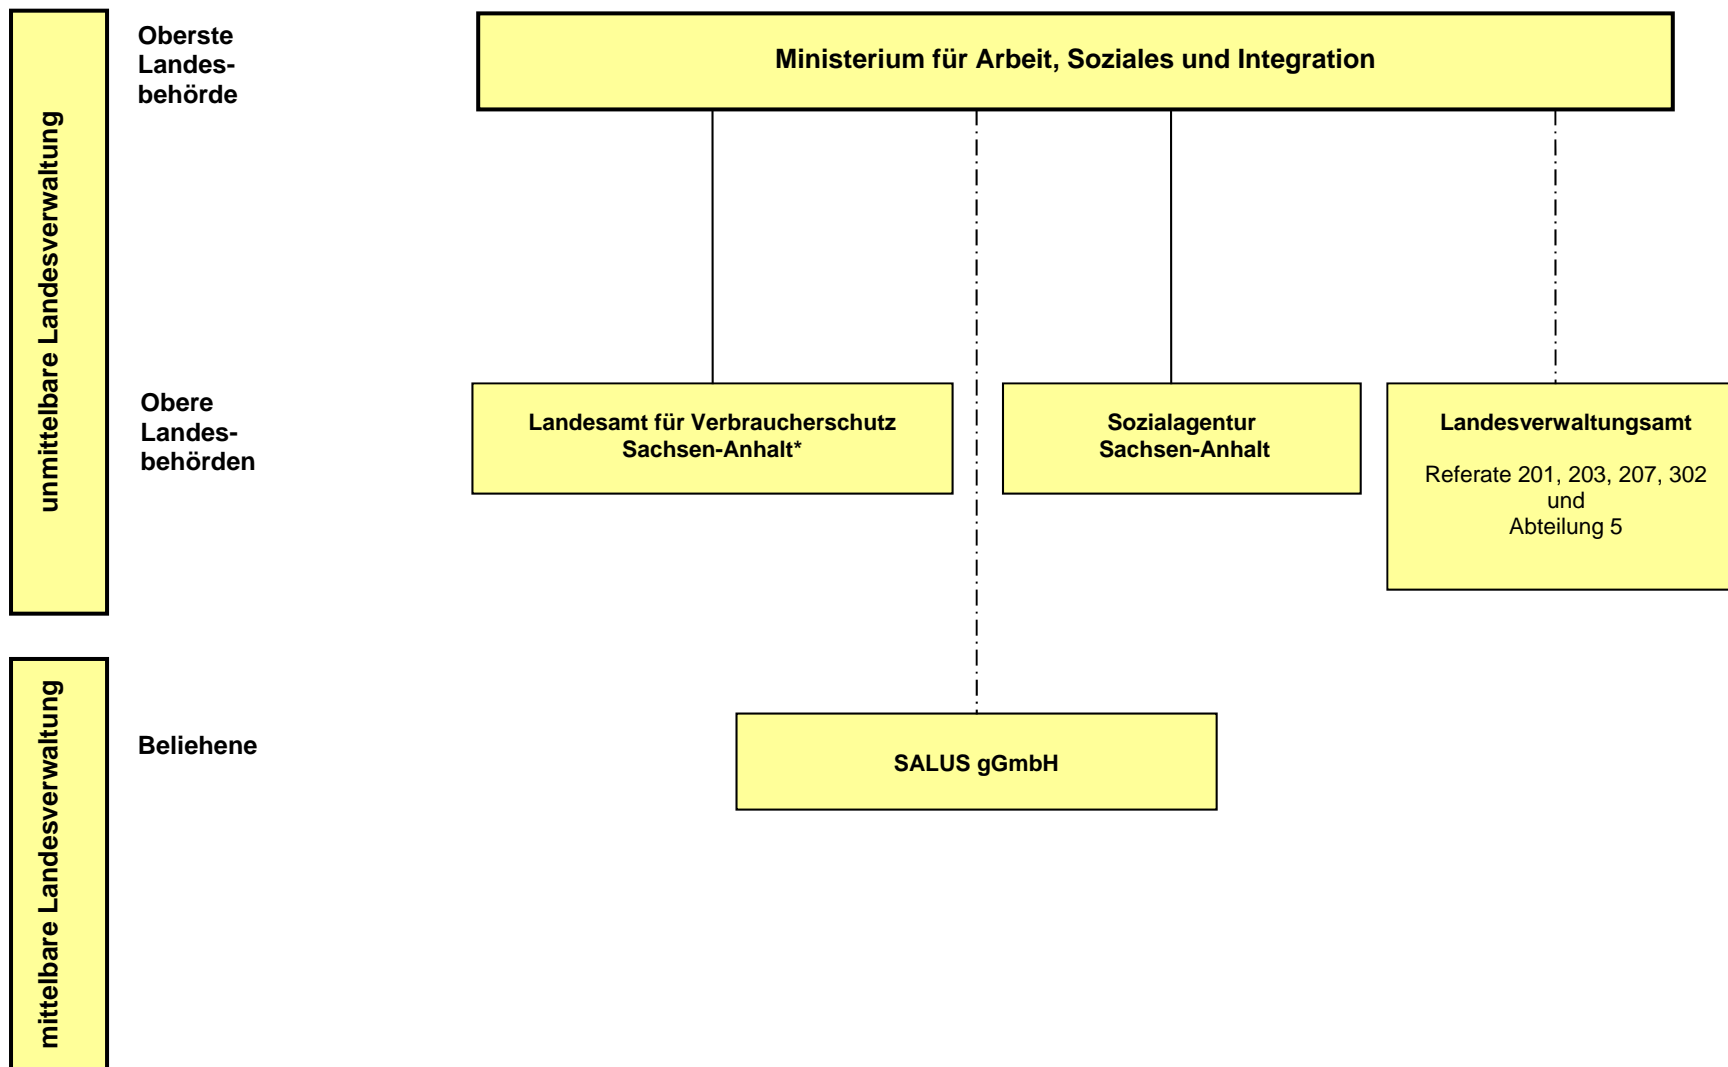 unmittelbare Landesverwaltung
Oberste
Landes-
behörde
Ministerium für Arbeit, Soziales und Integration
Obere
Landes-
behörden
Landesamt für Verbraucherschutz
Sachsen-Anhalt*
Sozialagentur
Sachsen-Anhalt
Landesverwaltungsamt
Referate 201, 203, 207, 302
und
Abteilung 5
mittelbare Landesverwaltung
Beliehene
SALUS gGmbH